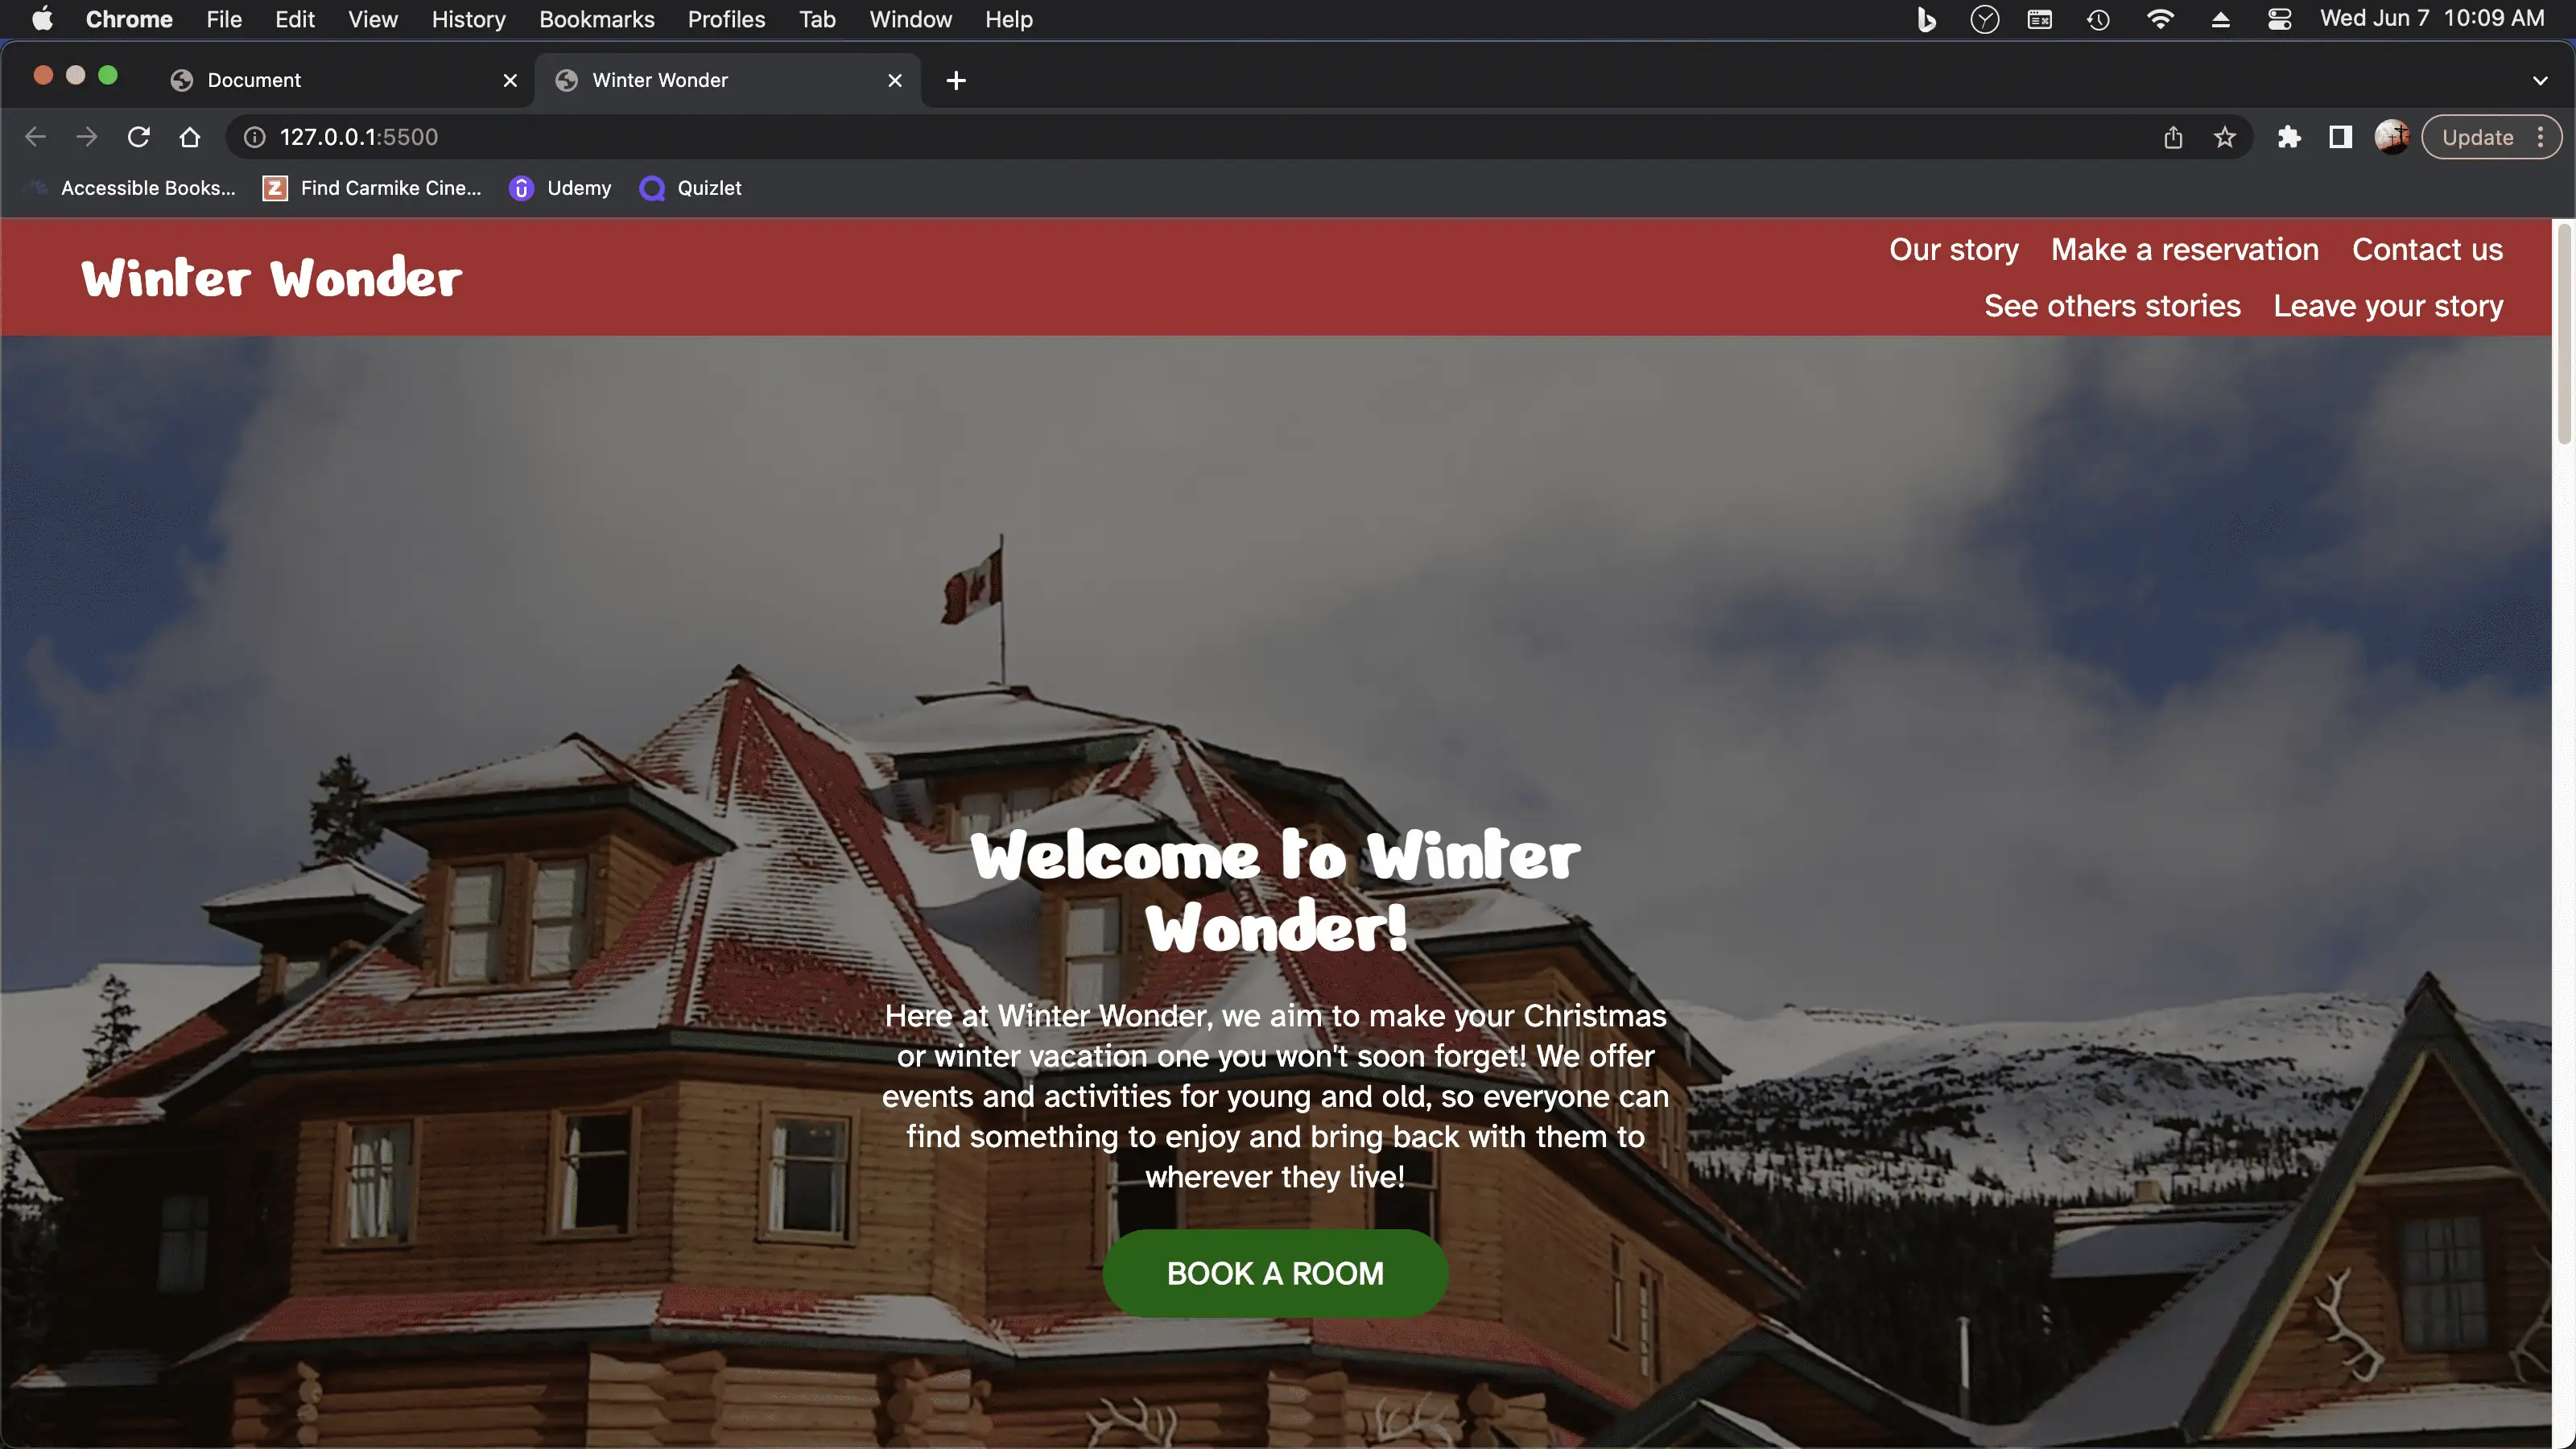 Chrome File Edit View History Bookmarks Profiles Tab Window Help Wed Jun 7 10:09 AM
Document Winter Wonder
127.0.0.1:5500 Update
Accessible Books... Find Carmike Cine... Udemy Quizlet
Winter Wonder
Our story Make a reservation Contact us
See others stories Leave your story
Welcome to Winter
Wonder!
Here at Winter Wonder, we aim to make your Christmas
or winter vacation one you won't soon forget! We offer
events and activities for young and old, so everyone can
find something to enjoy and bring back with them to
wherever they live!
BOOK A ROOM